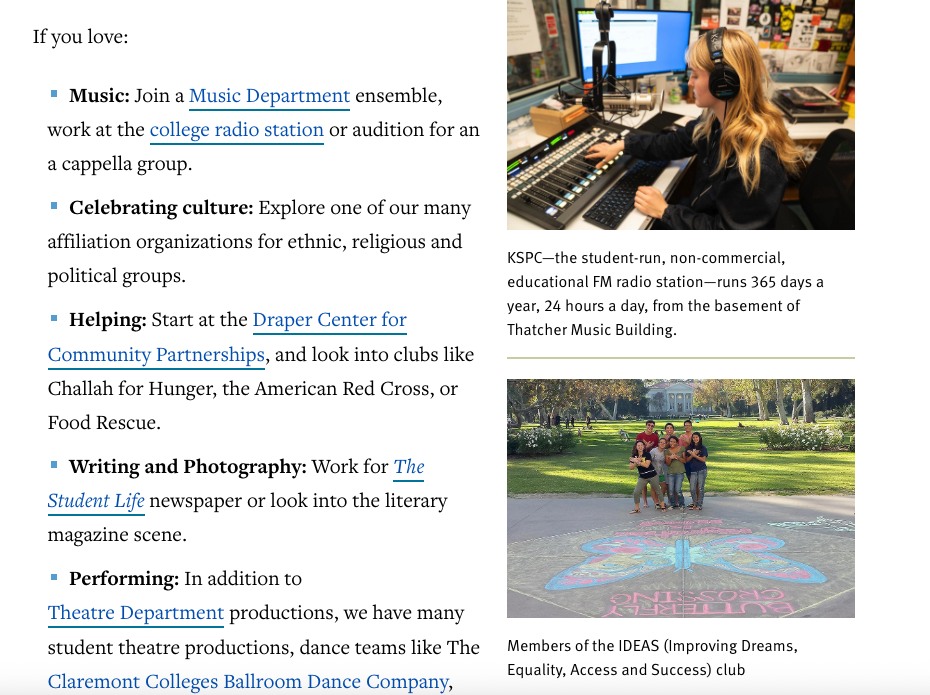 If you love:
Music: Join a Music Department ensemble,
work at the college radio station or audition for an
a cappella group.
Celebrating culture: Explore one of our many
affiliation organizations for ethnic, religious and
political groups.
Helping: Start at the Draper Center for
Community Partnerships, and look into clubs like
Challah for Hunger, the American Red Cross, or
Food Rescue.
Writing and Photography: Work for The
Student Life newspaper or look into the literary
magazine scene.
Performing: In addition to
Theatre Department productions, we have many
student theatre productions, dance teams like The
Claremont Colleges Ballroom Dance Company,
KSPC—the student-run, non-commercial,
educational FM radio station—runs 365 days a
year, 24 hours a day, from the basement of
Thatcher Music Building.
BUTTERFLY
CROSSING
Members of the IDEAS (Improving Dreams,
Equality, Access and Success) club